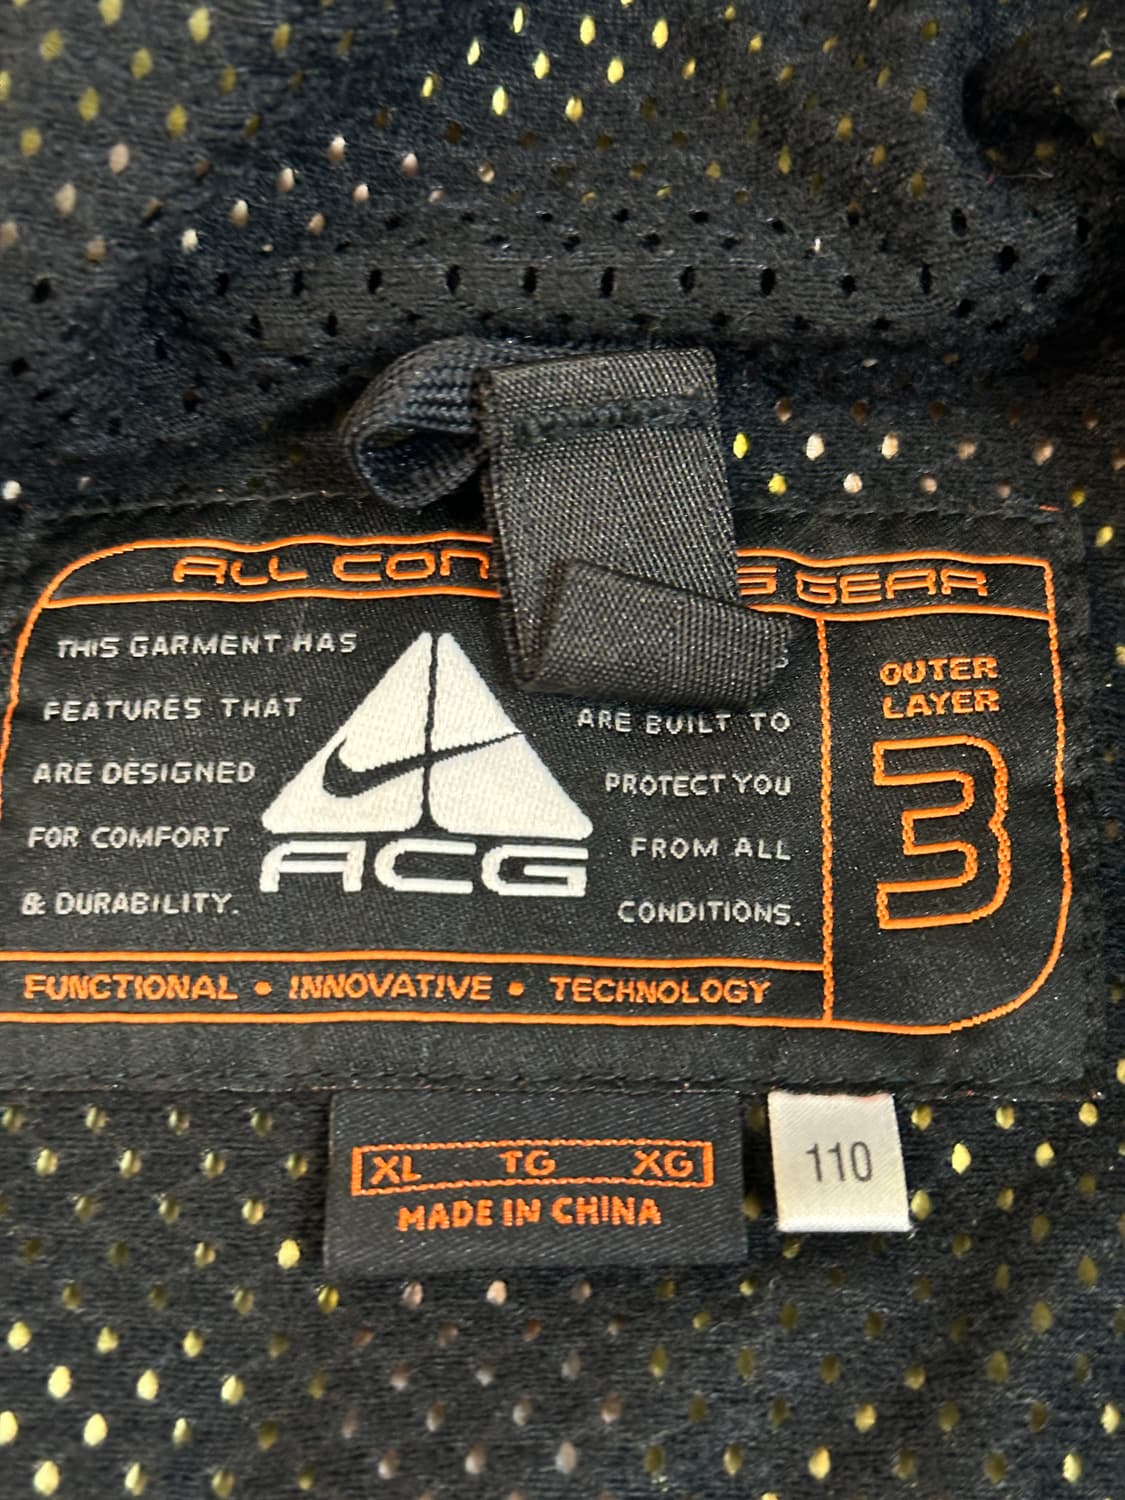 ALL CON S GEAR
THIS GARMENT HAS
FEATURES THAT
ARE DESIGNED
FOR COMFORT
& DURABILITY.
ACG
ARE BUILT TO
PROTECT YOU
FROM ALL
CONDITIONS.
OUTER
LAYER
3
FUNCTIONAL • INNOVATIVE • TECHNOLOGY
XL TG XG
MADE IN CHINA
110